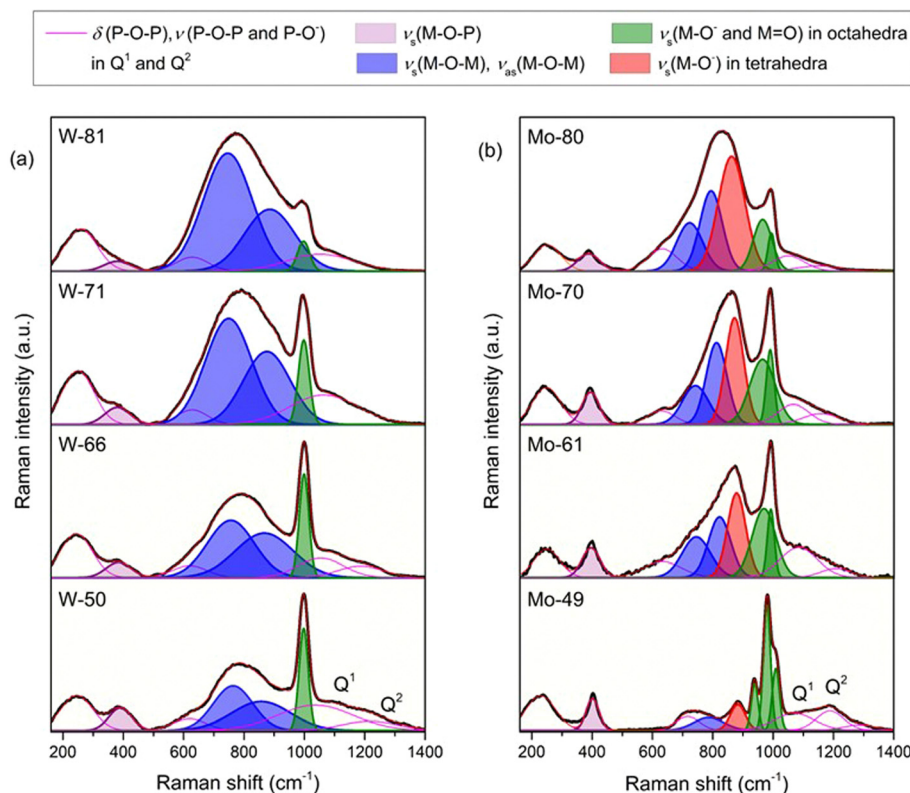 δ(P-O-P), ν(P-O-P and P-O⁻)
in Q¹ and Q²
νₛ(M-O-P)
νₛ(M-O-M), νₐₛ(M-O-M)
νₛ(M-O⁻ and M=O) in octahedra
νₛ(M-O⁻) in tetrahedra
(a)
Raman intensity (a.u.)
W-81
W-71
W-66
W-50
Q¹
Q²
160
400
600
800
1000
1200
1400
Raman shift (cm⁻¹)
(b)
Raman intensity (a.u.)
Mo-80
Mo-70
Mo-61
Mo-49
Q¹
Q²
160
400
600
800
1000
1200
1400
Raman shift (cm⁻¹)